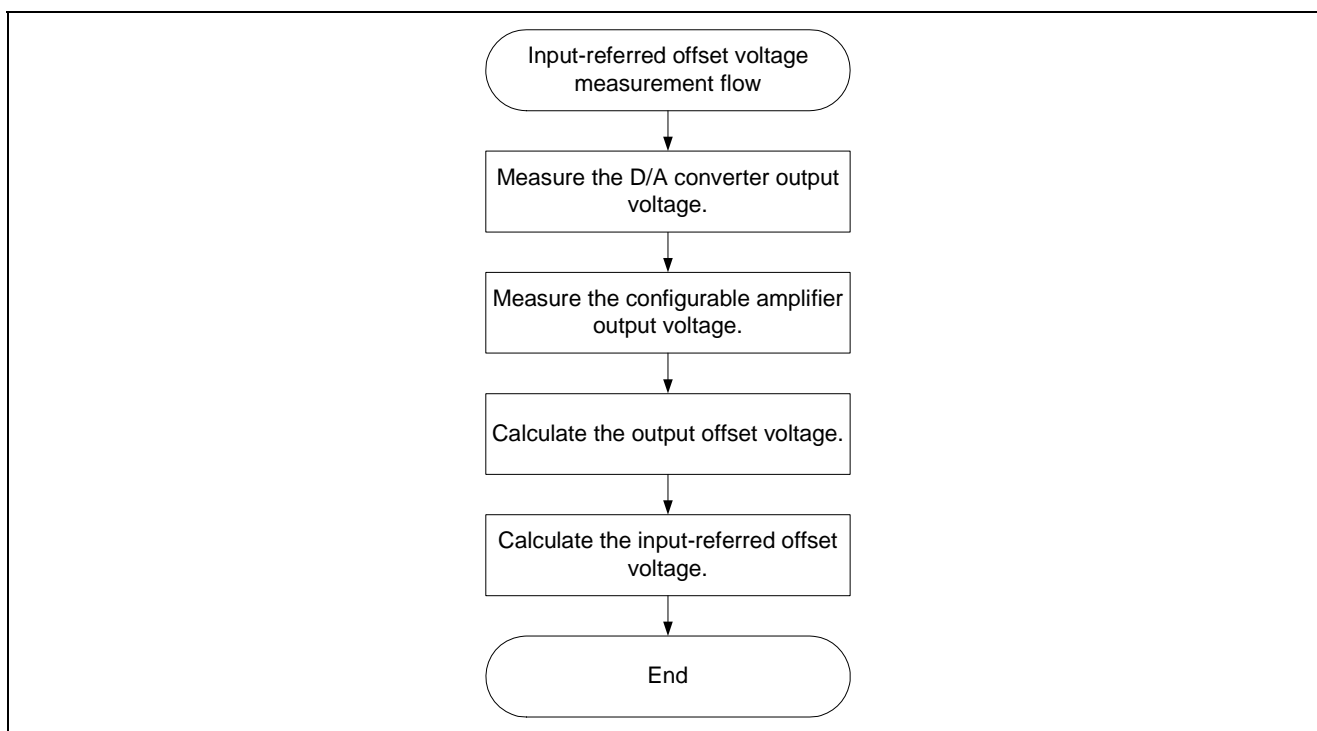 Input-referred offset voltage
measurement flow
Measure the D/A converter output
voltage.
Measure the configurable amplifier
output voltage.
Calculate the output offset voltage.
Calculate the input-referred offset
voltage.
End